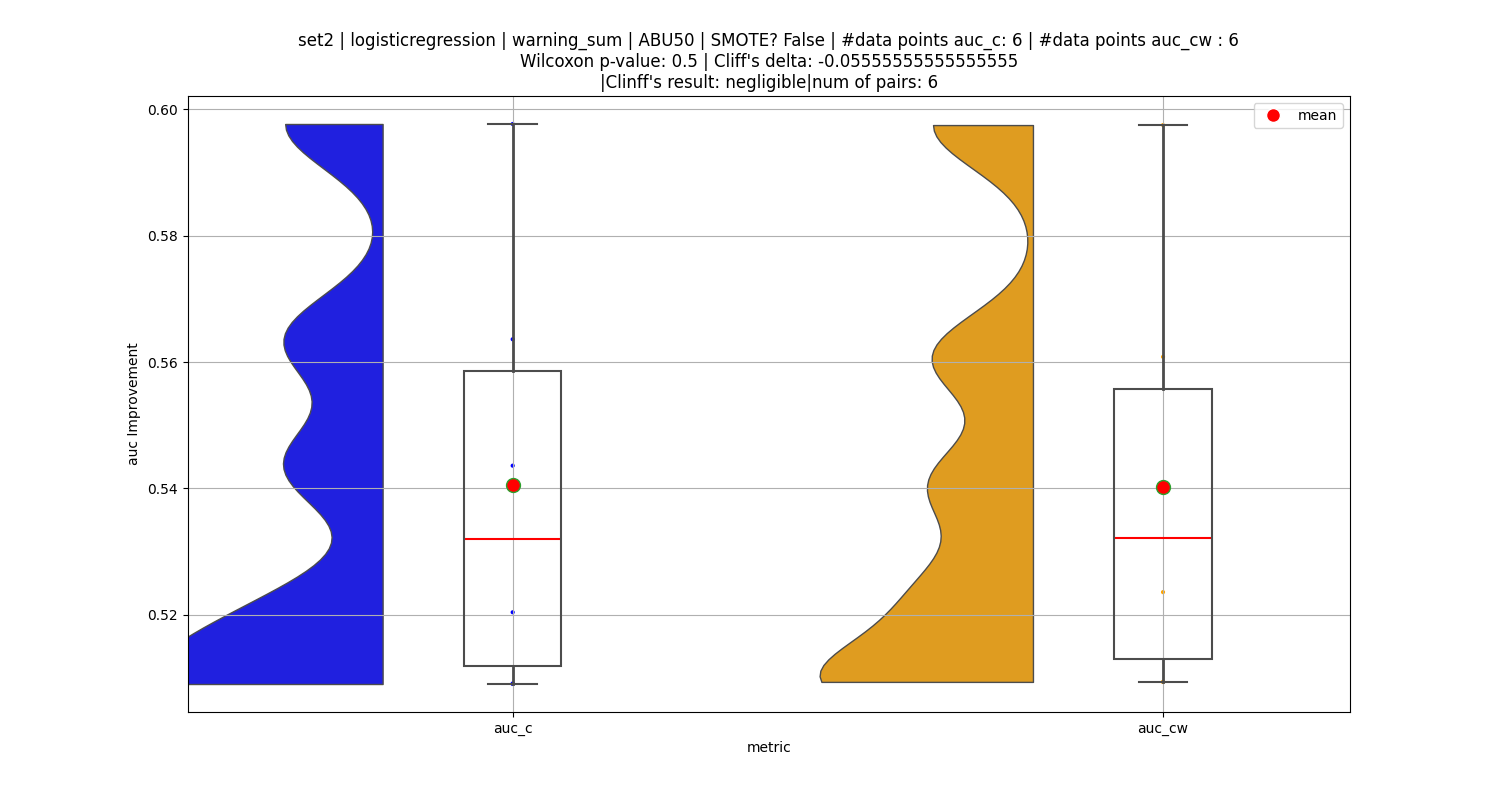 set2 | logisticregression | warning_sum | ABU50 | SMOTE? False | #data points auc_c: 6 | #data points auc_cw : 6
Wilcoxon p-value: 0.5 | Cliff's delta: -0.05555555555555555
|Clinff's result: negligible|num of pairs: 6
mean
0.60
0.58
0.56
0.54
0.52
auc Improvement
auc_c
auc_cw
metric